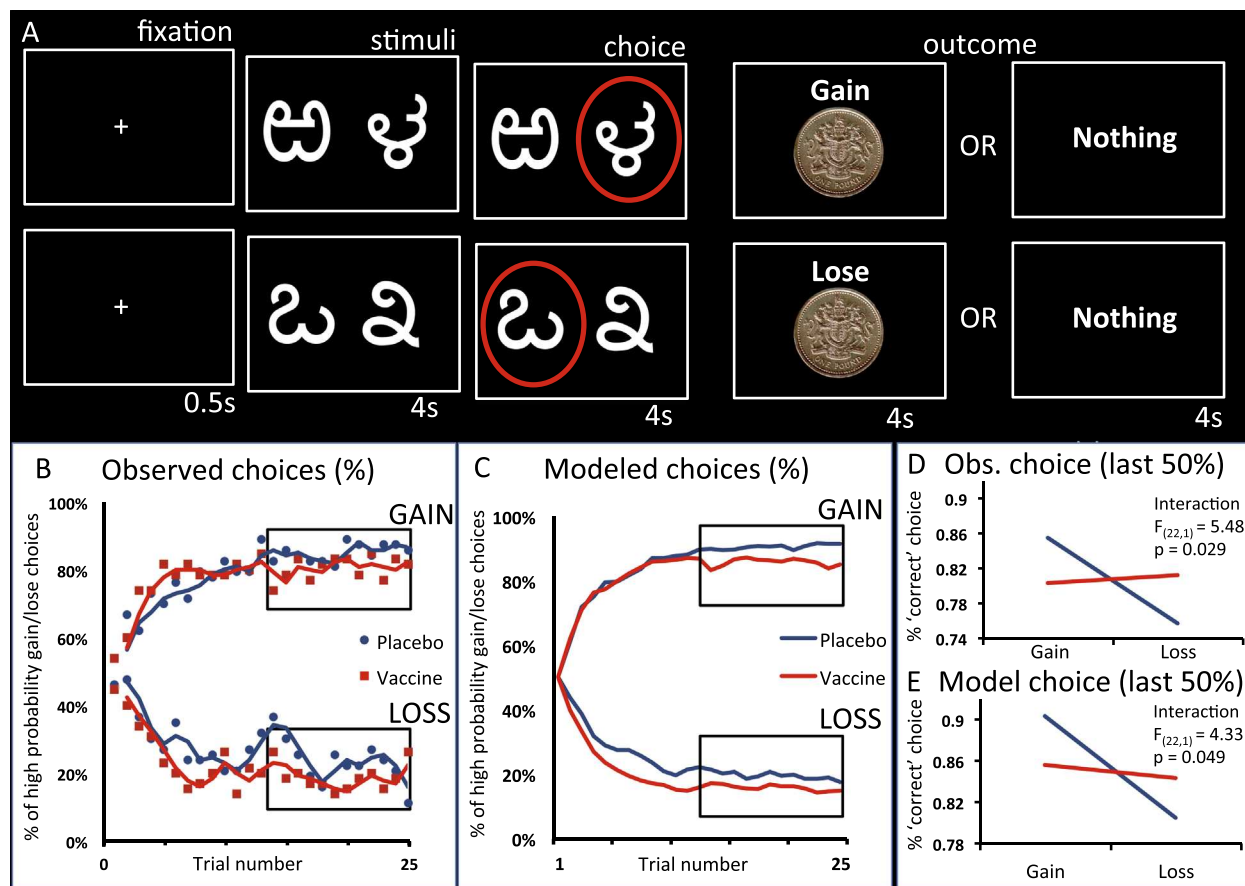 A
fixation
stimuli
choice
outcome
+
ಙ ಳ
ಙ ಳ
Gain
ONE POUND
OR
Nothing
+
ಒ ವಿ
Lose
OR
Nothing
0.5s
4s
4s
4s
4s
B Observed choices (%)
% of high probability gain/lose choices
100%
80%
60%
40%
20%
0%
GAIN
Placebo
Vaccine
LOSS
0
Trial number
25
C Modeled choices (%)
% of high probability gain/lose choices
100%
80%
60%
40%
20%
0%
GAIN
Placebo
Vaccine
LOSS
1
Trial number
25
D Obs. choice (last 50%)
% 'correct' choice
0.9
0.86
0.82
0.78
0.74
Interaction
F(22,1) = 5.48
p = 0.029
Gain
Loss
E Model choice (last 50%)
% 'correct' choice
0.9
0.86
0.82
0.78
Interaction
F(22,1) = 4.33
p = 0.049
Gain
Loss